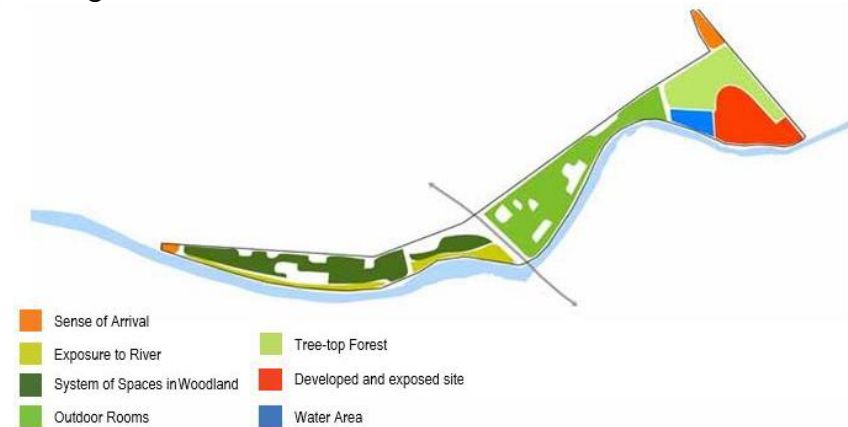 Sense of Arrival
Exposure to River
System of Spaces in Woodland
Outdoor Rooms
Tree-top Forest
Developed and exposed site
Water Area